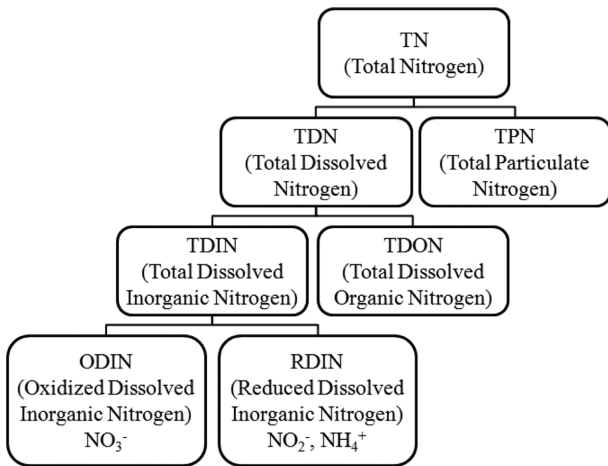 TN
(Total Nitrogen)
TDN
(Total Dissolved
Nitrogen)
TPN
(Total Particulate
Nitrogen)
TDIN
(Total Dissolved
Inorganic Nitrogen)
TDON
(Total Dissolved
Organic Nitrogen)
ODIN
(Oxidized Dissolved
Inorganic Nitrogen)
NO₃⁻
RDIN
(Reduced Dissolved
Inorganic Nitrogen)
NO₂⁻, NH₄⁺